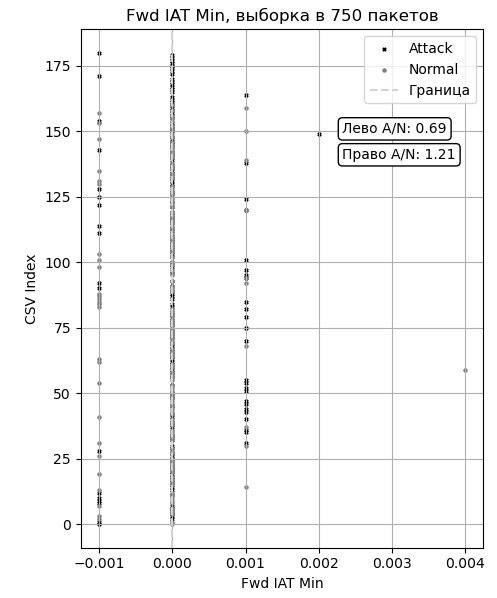 Fwd IAT Min, выборка в 750 пакетов
Attack
Normal
Граница
Лево A/N: 0.69
Право A/N: 1.21
CSV Index
175
150
125
100
75
50
25
0
−0.001
0.000
0.001
0.002
0.003
0.004
Fwd IAT Min